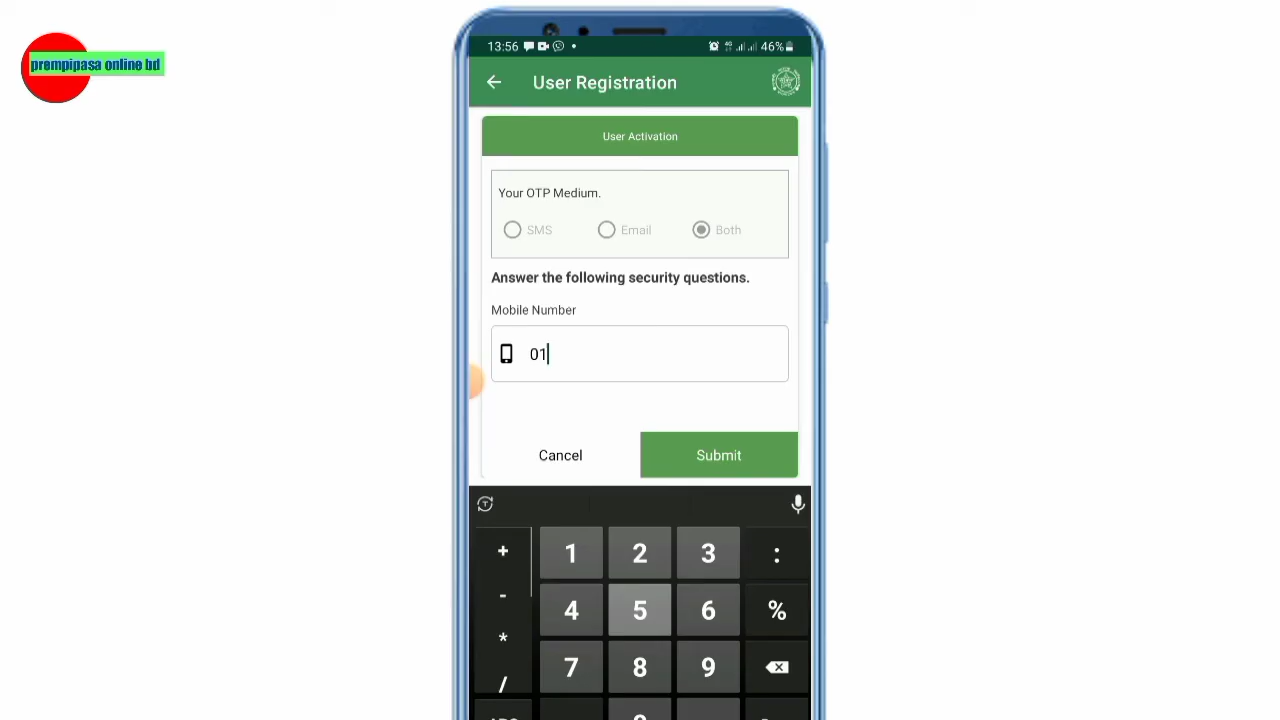 prempipasa online bd
13:56 46%
User Registration
User Activation
Your OTP Medium.
SMS Email Both
Answer the following security questions.
Mobile Number
01
Cancel Submit
+ 1 2 3 :
- 4 5 6 %
* 7 8 9
/